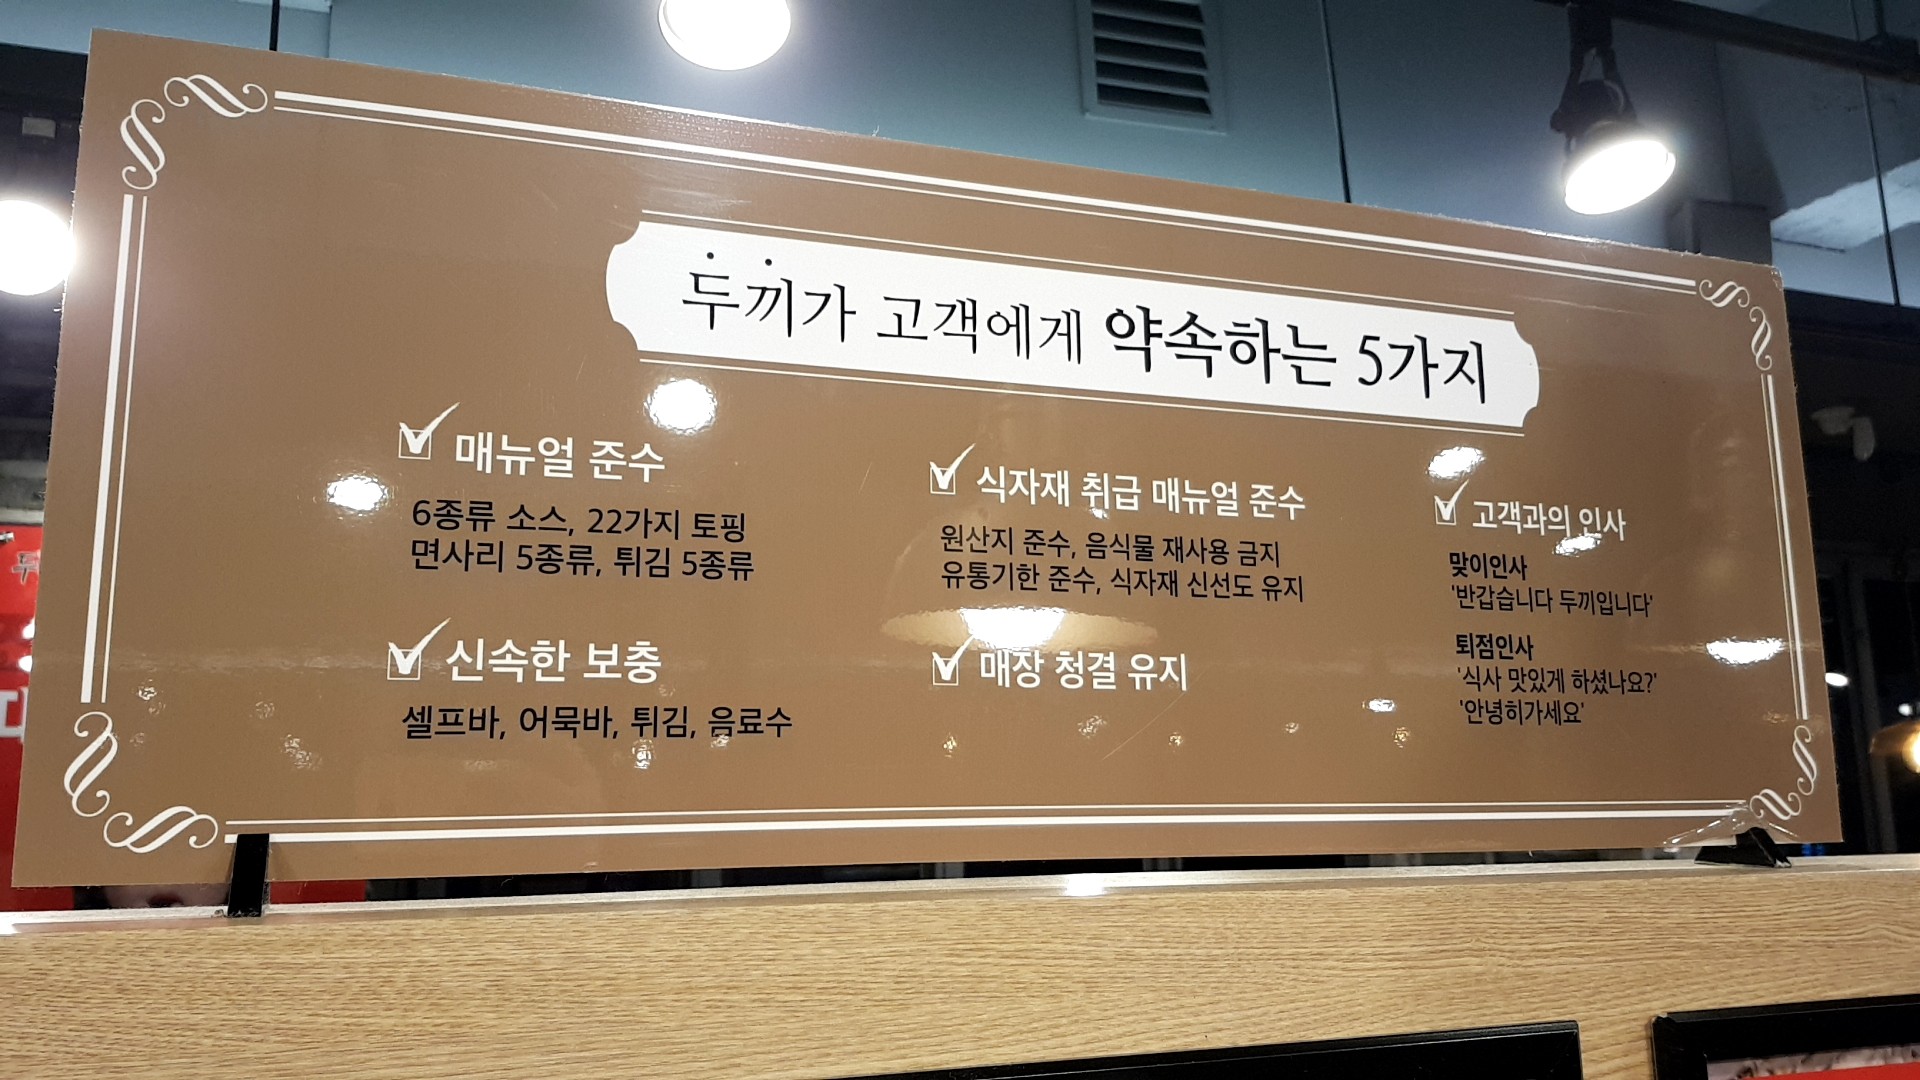 두끼가 고객에게 약속하는 5가지
매뉴얼 준수
6종류 소스, 22가지 토핑
면사리 5종류, 튀김 5종류
신속한 보충
셀프바, 어묵바, 튀김, 음료수
식자재 취급 매뉴얼 준수
원산지 준수, 음식물 재사용 금지
유통기한 준수, 식자재 신선도 유지
매장 청결 유지
고객과의 인사
맞이인사
'반갑습니다 두끼입니다'
퇴점인사
'식사 맛있게 하셨나요?'
'안녕히가세요'